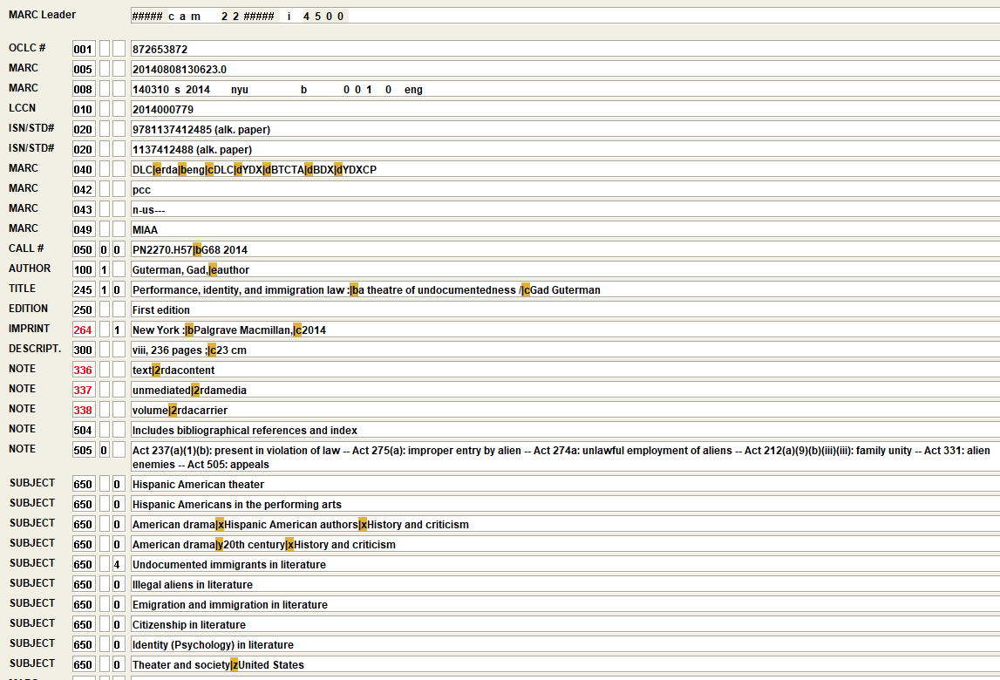 MARC Leader ##### c a m 2 2 ##### i 4 5 0 0
OCLC # 001 872653872
MARC 005 20140808130623.0
MARC 008 140310 s 2014 nyu b 0 0 1 0 eng
LCCN 010 2014000779
ISN/STD# 020 9781137412485 (alk. paper)
ISN/STD# 020 1137412488 (alk. paper)
MARC 040 DLC|erda|beng|cDLC|dYDX|dBTCTA|dBDX|dYDXCP
MARC 042 pcc
MARC 043 n-us---
MARC 049 MIAA
CALL # 050 0 0 PN2270.H57|bG68 2014
AUTHOR 100 1 Guterman, Gad,|eauthor
TITLE 245 1 0 Performance, identity, and immigration law :|ba theatre of undocumentedness /|cGad Guterman
EDITION 250 First edition
IMPRINT 264 1 New York :|bPalgrave Macmillan,|c2014
DESCRIPT. 300 viii, 236 pages ;|c23 cm
NOTE 336 text|2rdacontent
NOTE 337 unmediated|2rdamedia
NOTE 338 volume|2rdacarrier
NOTE 504 Includes bibliographical references and index
NOTE 505 0 Act 237(a)(1)(b): present in violation of law -- Act 275(a): improper entry by alien -- Act 274a: unlawful employment of aliens -- Act 212(a)(9)(b)(iii)(iii): family unity -- Act 331: alien
enemies -- Act 505: appeals
SUBJECT 650 0 Hispanic American theater
SUBJECT 650 0 Hispanic Americans in the performing arts
SUBJECT 650 0 American drama|xHispanic American authors|xHistory and criticism
SUBJECT 650 0 American drama|y20th century|xHistory and criticism
SUBJECT 650 4 Undocumented immigrants in literature
SUBJECT 650 0 Illegal aliens in literature
SUBJECT 650 0 Emigration and immigration in literature
SUBJECT 650 0 Citizenship in literature
SUBJECT 650 0 Identity (Psychology) in literature
SUBJECT 650 0 Theater and society|zUnited States